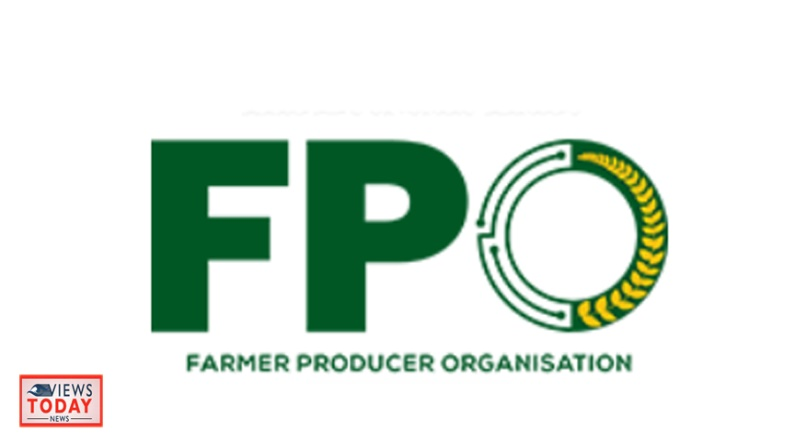 FPO
FARMER PRODUCER ORGANISATION
VIEWS
TODAY
NEWS